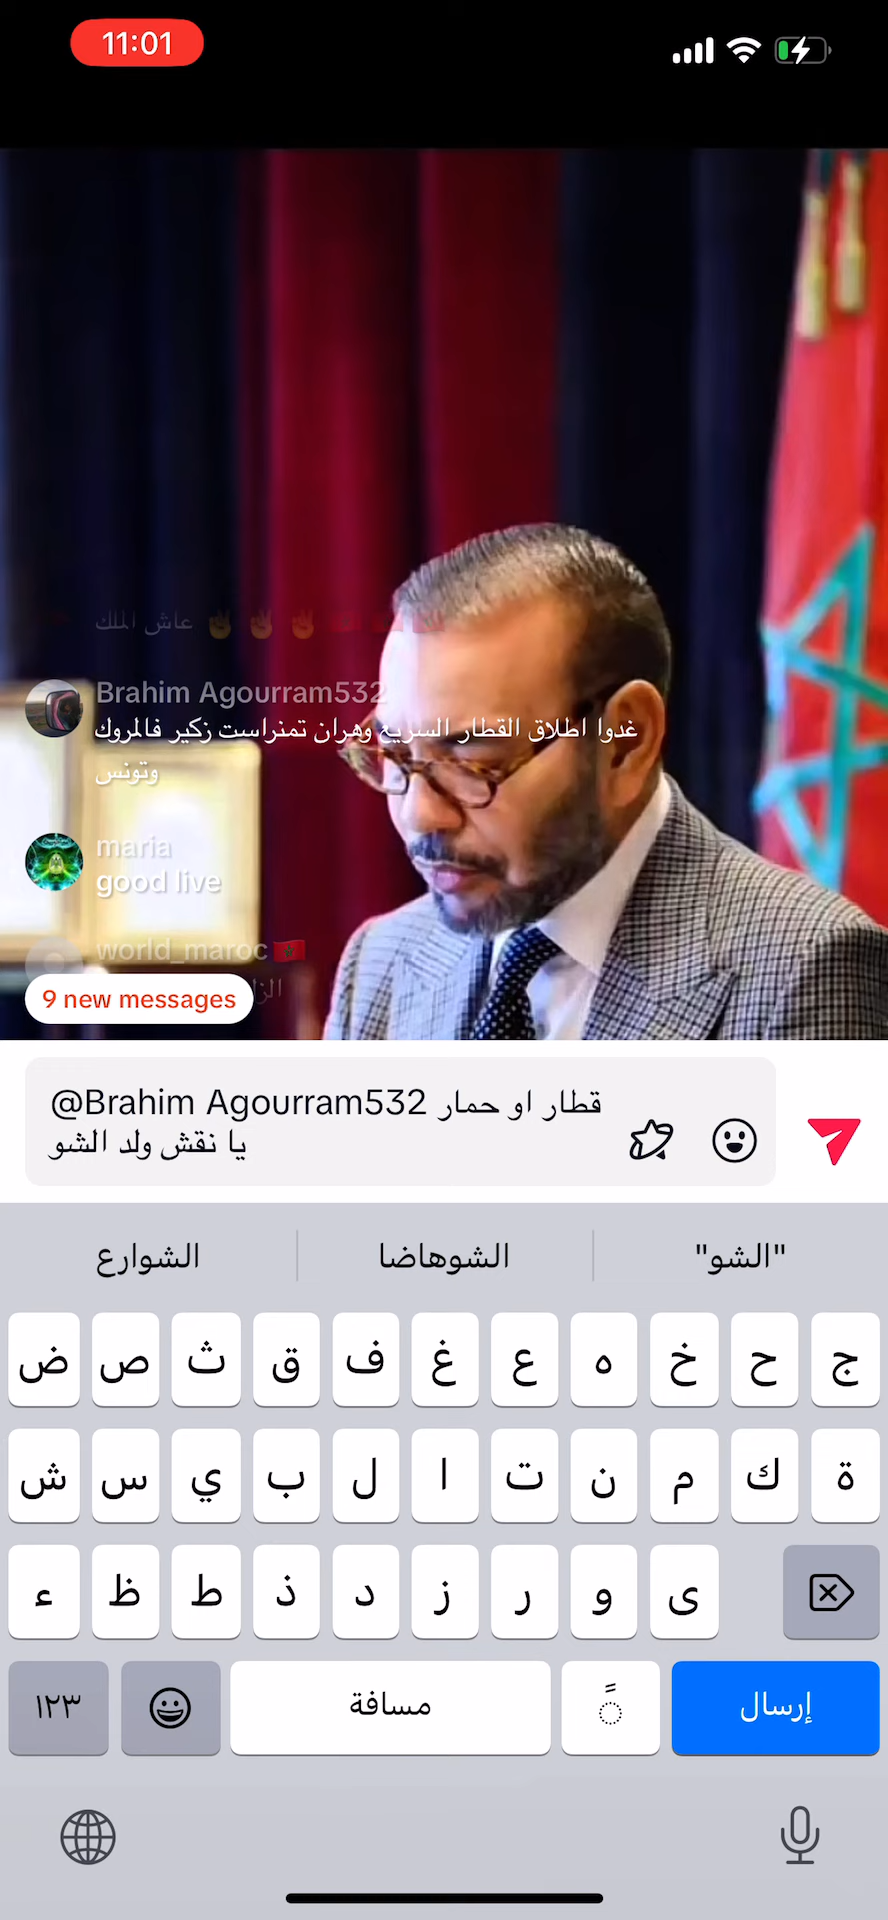 11:01
عاش الملك ✌️ ✌️ ✌️
Brahim Agourram532
غدوا اطلاق القطار السريع وهران تمنراست زكير فالمروك
وتونس
maria
good live
world_maroc🇲🇦
الز
9 new messages
@Brahim Agourram532 قطار او حمار
يا نقش ولد الشو
الشوارع
الشوهاضا
"الشو"
ض ص ث ق ف غ ع ه خ ح ج
ش س ي ب ل ا ت ن م ك ة
ء ظ ط ذ د ز ر و ى
١٢٣
مسافة
إرسال